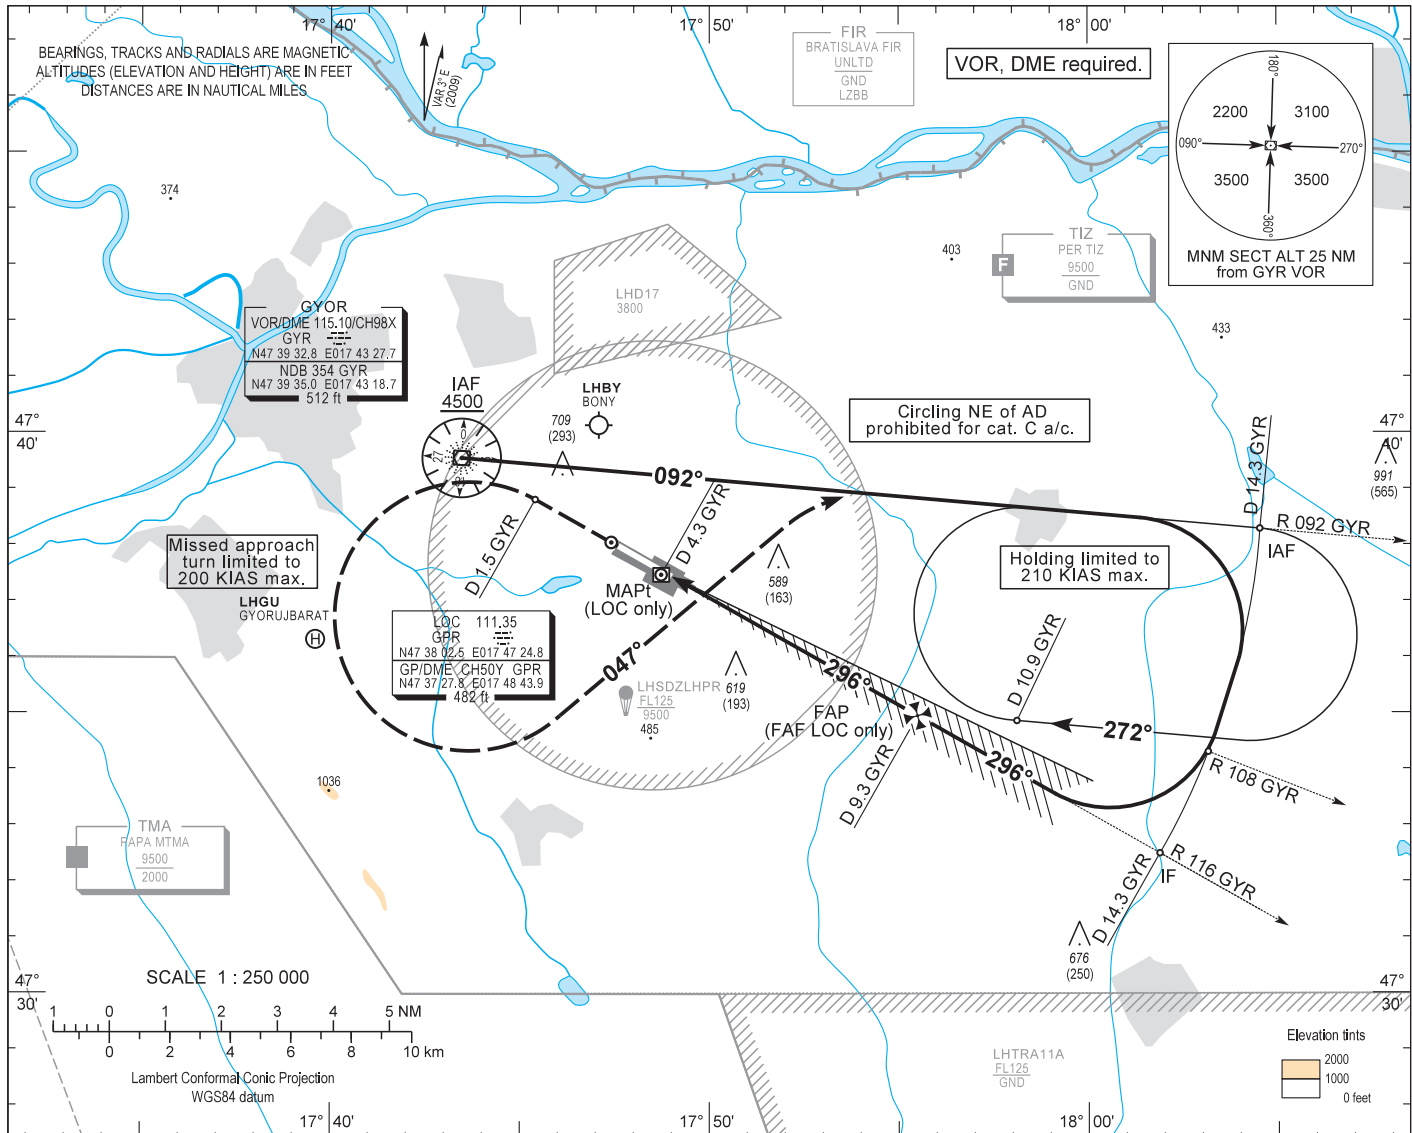 17° 40'
17° 50'
18° 00'
BEARINGS, TRACKS AND RADIALS ARE MAGNETIC
ALTITUDES (ELEVATION AND HEIGHT) ARE IN FEET
DISTANCES ARE IN NAUTICAL MILES
VAR 3° E
(2009)
FIR
BRATISLAVA FIR
UNLTD
GND
LZBB
VOR, DME required.
180°
2200
3100
090°
270°
3500
3500
360°
MNM SECT ALT 25 NM
from GYR VOR
374
403
TIZ
PER TIZ
F
9500
GND
LHD17
3800
433
GYOR
VOR/DME 115.10/CH98X
GYR
N47 39 32.8 E017 43 27.7
NDB 354 GYR
N47 39 35.0 E017 43 18.7
512 ft
IAF
4500
LHBY
BONY
709
(293)
Circling NE of AD
prohibited for cat. C a/c.
47°
40'
47°
40'
991
(565)
0
27
092°
D 14.3 GYR
R 092 GYR
IAF
D 1.5 GYR
D 4.3 GYR
Missed approach
turn limited to
200 KIAS max.
Holding limited to
210 KIAS max.
589
(163)
MAPt
(LOC only)
LHGU
GYORUJBARAT
H
LOC 111.35
GPR
N47 38 02.5 E017 47 24.8
GP/DME CH50Y GPR
N47 37 27.8 E017 48 43.9
482 ft
047°
LHSDZLHPR
FL125
9500
485
619
(193)
296°
FAP
(FAF LOC only)
D 10.9 GYR
272°
296°
D 9.3 GYR
R 108 GYR
1036
TMA
PAPA MTMA
9500
2000
R 116 GYR
IF
D 14.3 GYR
676
(250)
47°
30'
47°
30'
SCALE 1 : 250 000
1 0 1 2 3 4 5 NM
0 2 4 6 8 10 km
Lambert Conformal Conic Projection
WGS84 datum
LHTRA11A
FL125
GND
Elevation tints
2000
1000
0 feet
17° 40'
17° 50'
18° 00'